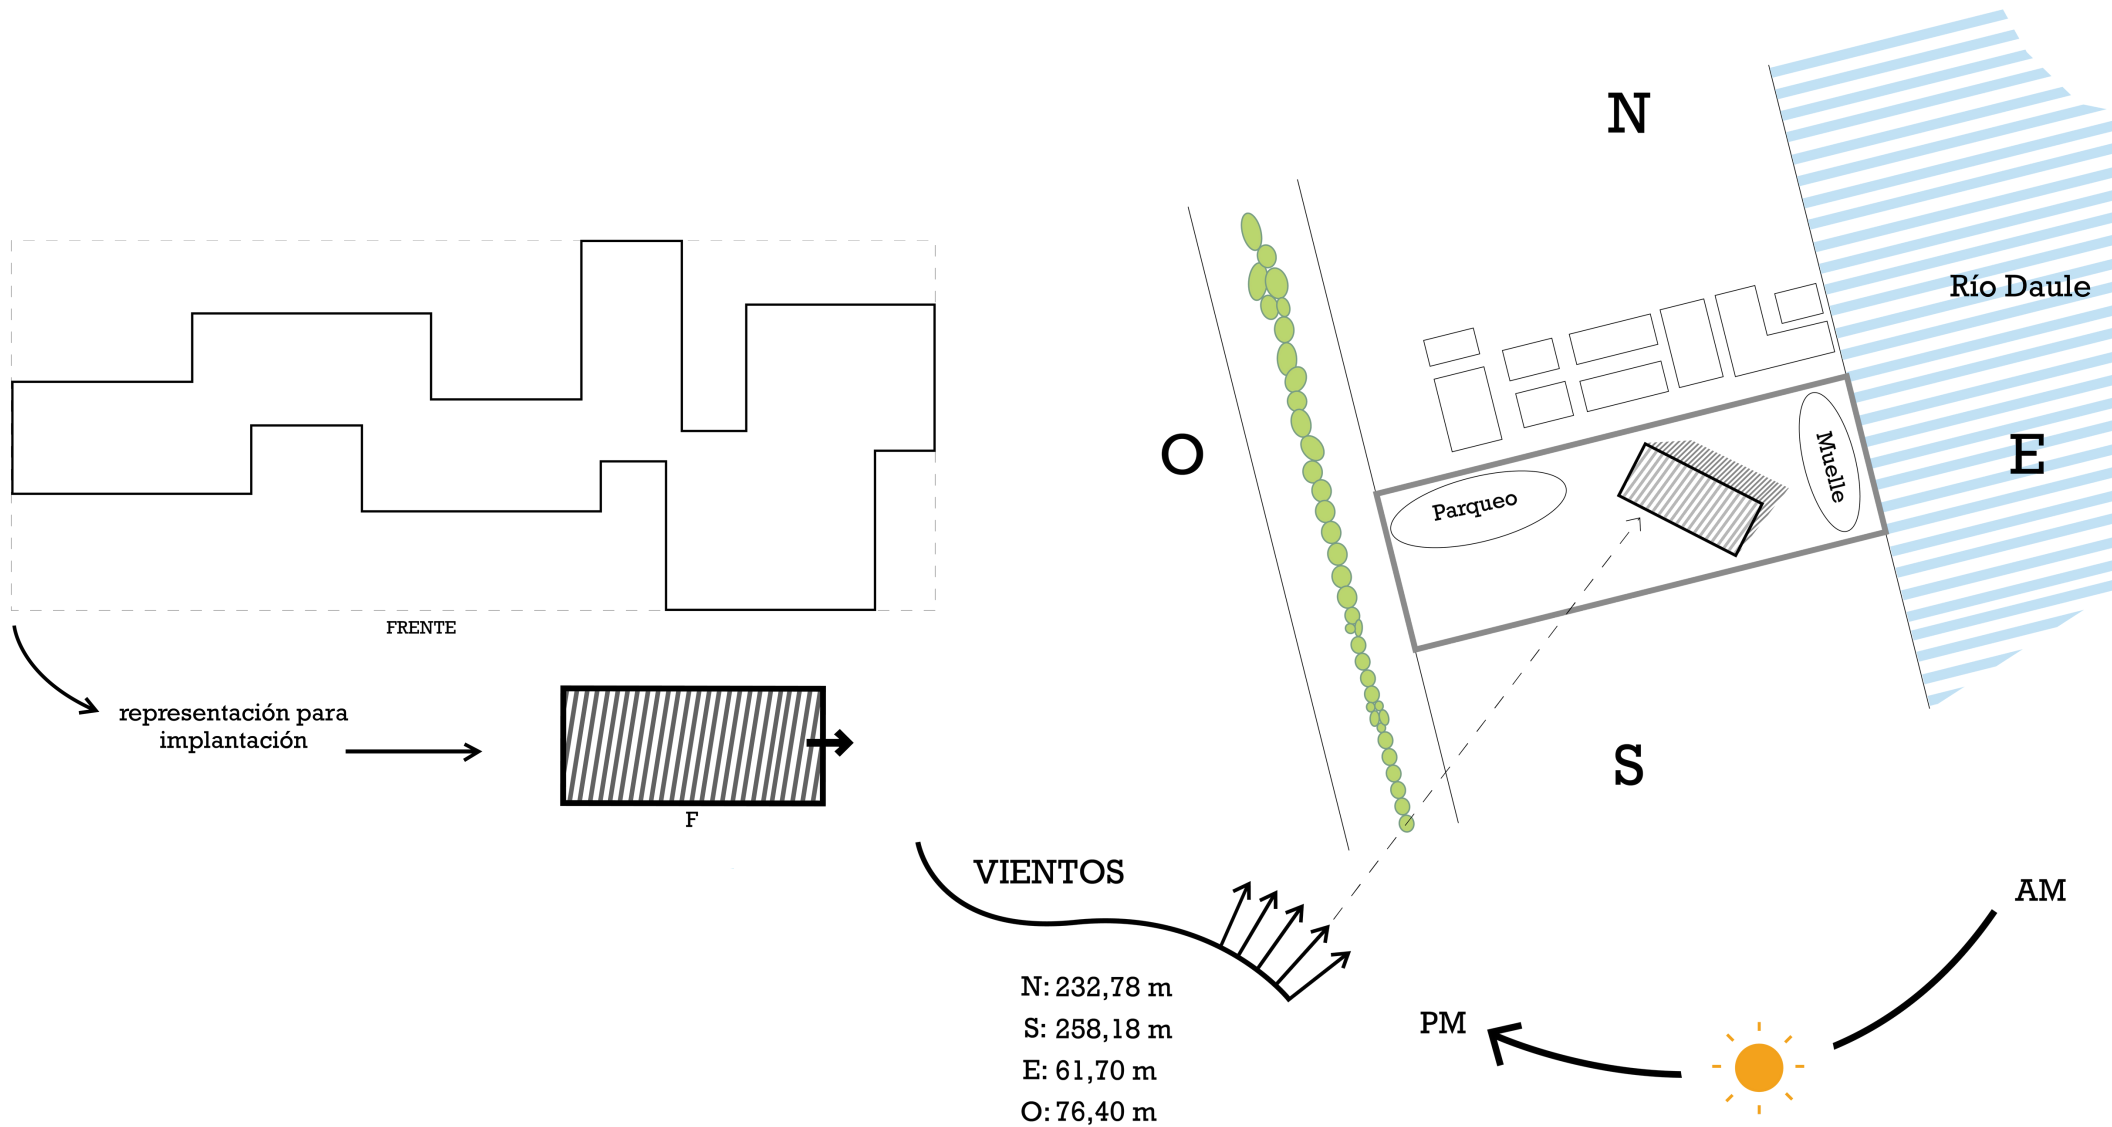 FRENTE
representación para
implantación
F
N
O
E
S
Río Daule
Parqueo
Muelle
VIENTOS
N: 232,78 m
S: 258,18 m
E: 61,70 m
O: 76,40 m
AM
PM